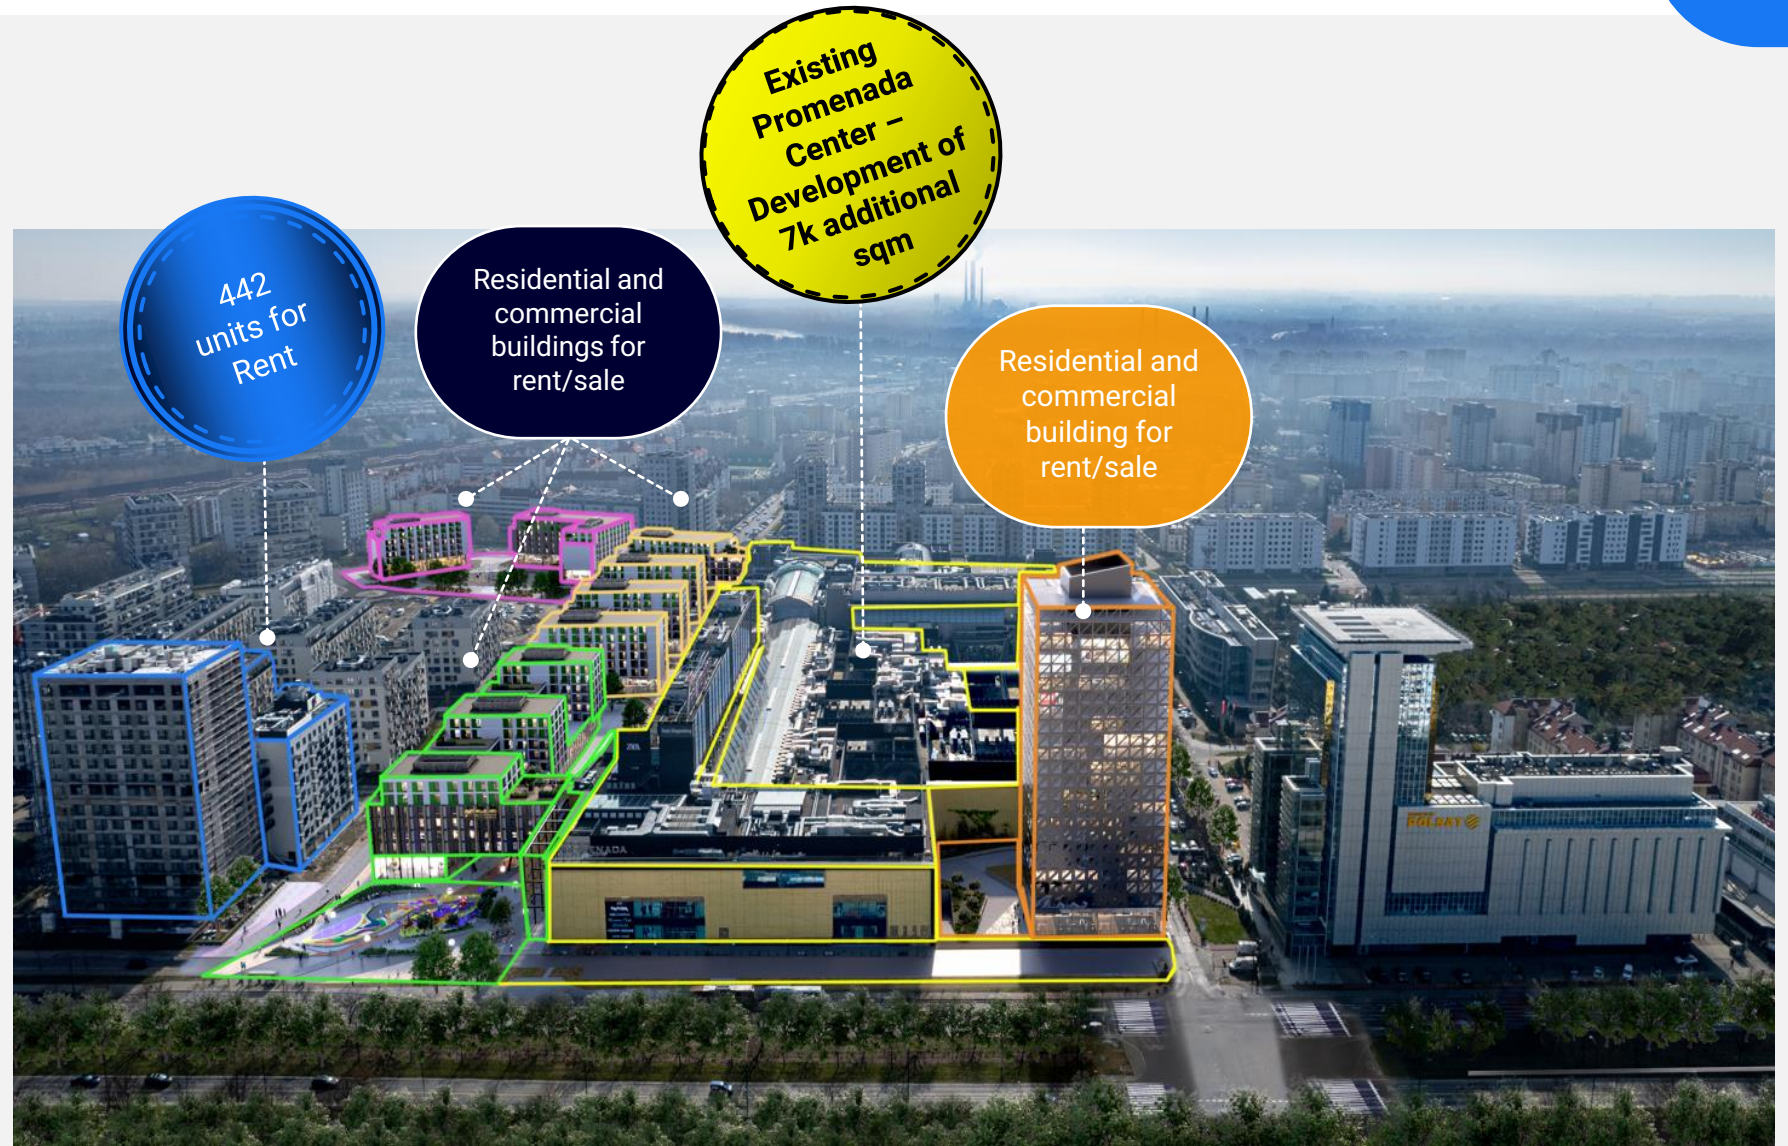 Existing
Promenada
Center –
Development of
7k additional
sqm
442
units for
Rent
Residential and
commercial
buildings for
rent/sale
Residential and
commercial
building for
rent/sale
POLSAT